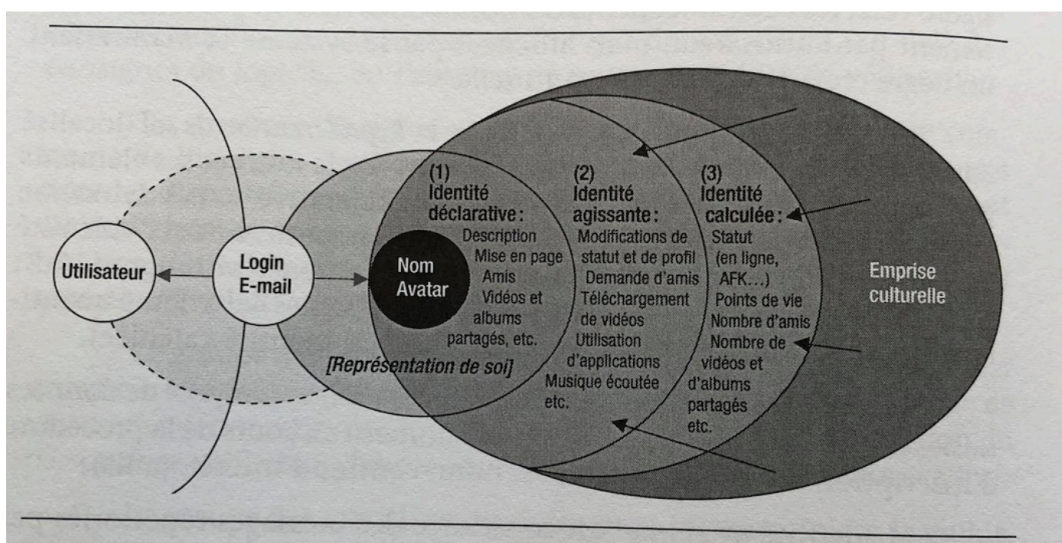 Utilisateur
Login
E-mail
Nom
Avatar
(1)
Identité
déclarative :
Description
Mise en page
Amis
Vidéos et
albums
partagés, etc.
[Représentation de soi]
(2)
Identité
agissante :
Modifications de
statut et de profil
Demande d'amis
Téléchargement
de vidéos
Utilisation
d'applications
Musique écoutée
etc.
(3)
Identité
calculée :
Statut
(en ligne,
AFK...)
Points de vie
Nombre d'amis
Nombre de
vidéos et
d'albums
partagés
etc.
Emprise
culturelle